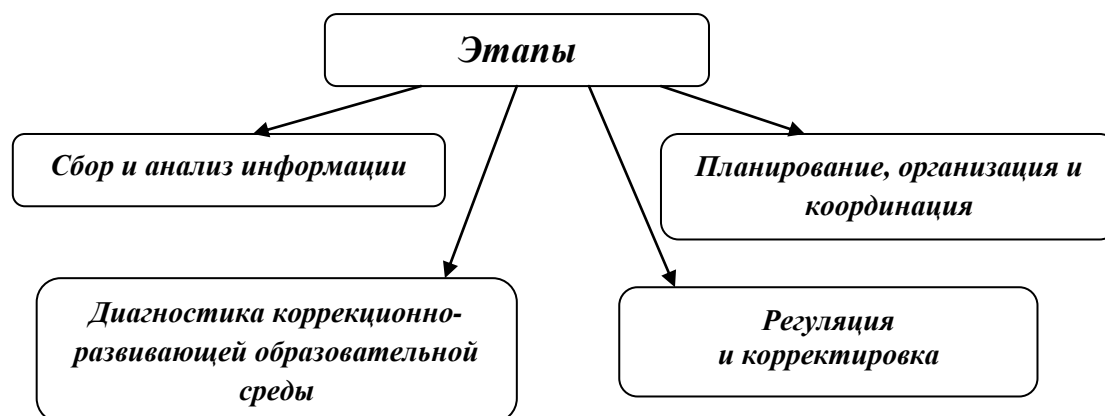 Этапы
Сбор и анализ информации
Планирование, организация и
координация
Диагностика коррекционно-
развивающей образовательной
среды
Регуляция
и корректировка